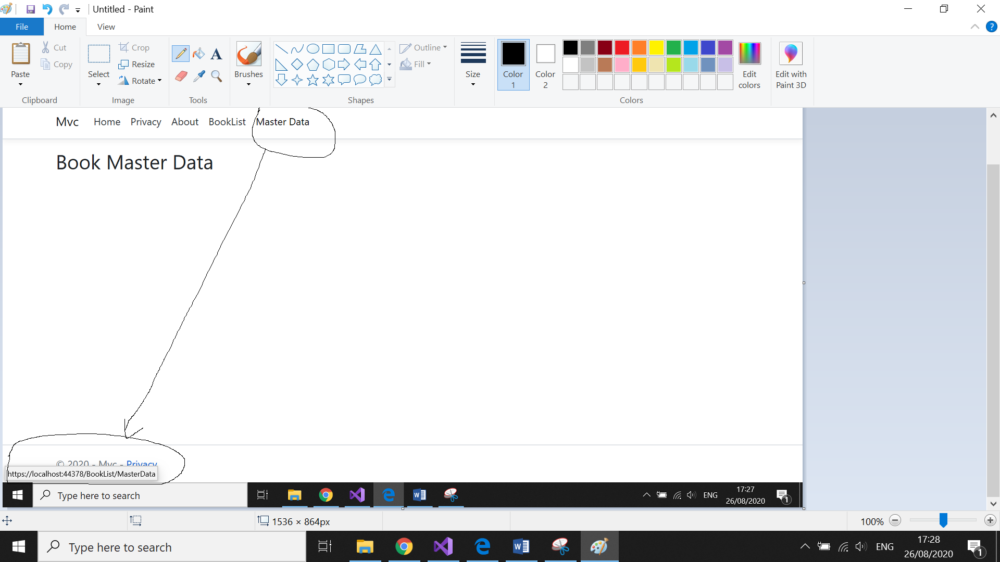 Untitled - Paint
File Home View
Paste
Cut
Copy
Clipboard
Select
Crop
Resize
Rotate
Image
Tools
Brushes
Shapes
Outline
Fill
Size
Color
1
Color
2
Edit
colors
Colors
Edit with
Paint 3D
Mvc Home Privacy About BookList Master Data
Book Master Data
© 2020 - Mvc - Privacy
https://localhost:44378/BookList/MasterData
Type here to search
ENG
17:27
26/08/2020
1
1536 × 864px
100%
Type here to search
ENG
17:28
26/08/2020
1